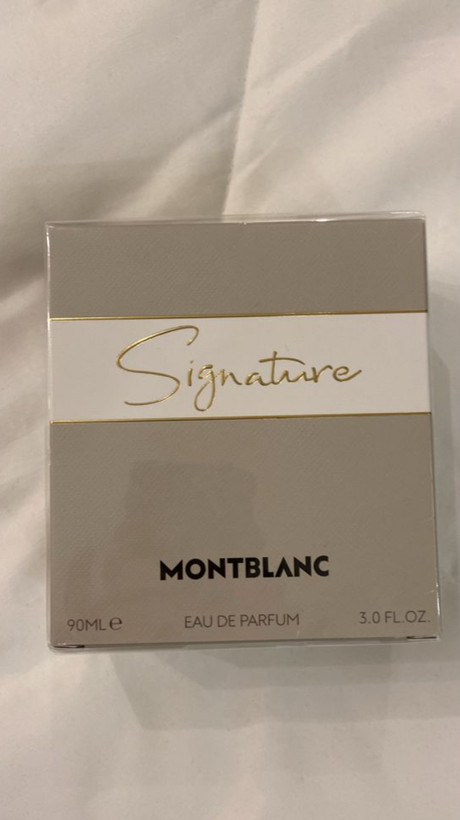 Signature
MONTBLANC
90ML ℮ EAU DE PARFUM 3.0 FL.OZ.